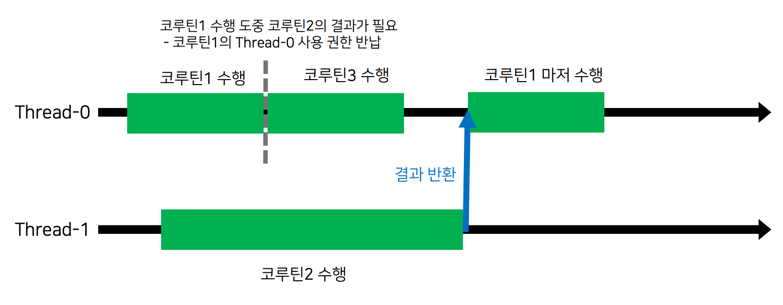 코루틴1 수행 도중 코루틴2의 결과가 필요
- 코루틴1의 Thread-0 사용 권한 반납
코루틴1 수행
코루틴3 수행
코루틴1 마저 수행
Thread-0
결과 반환
Thread-1
코루틴2 수행